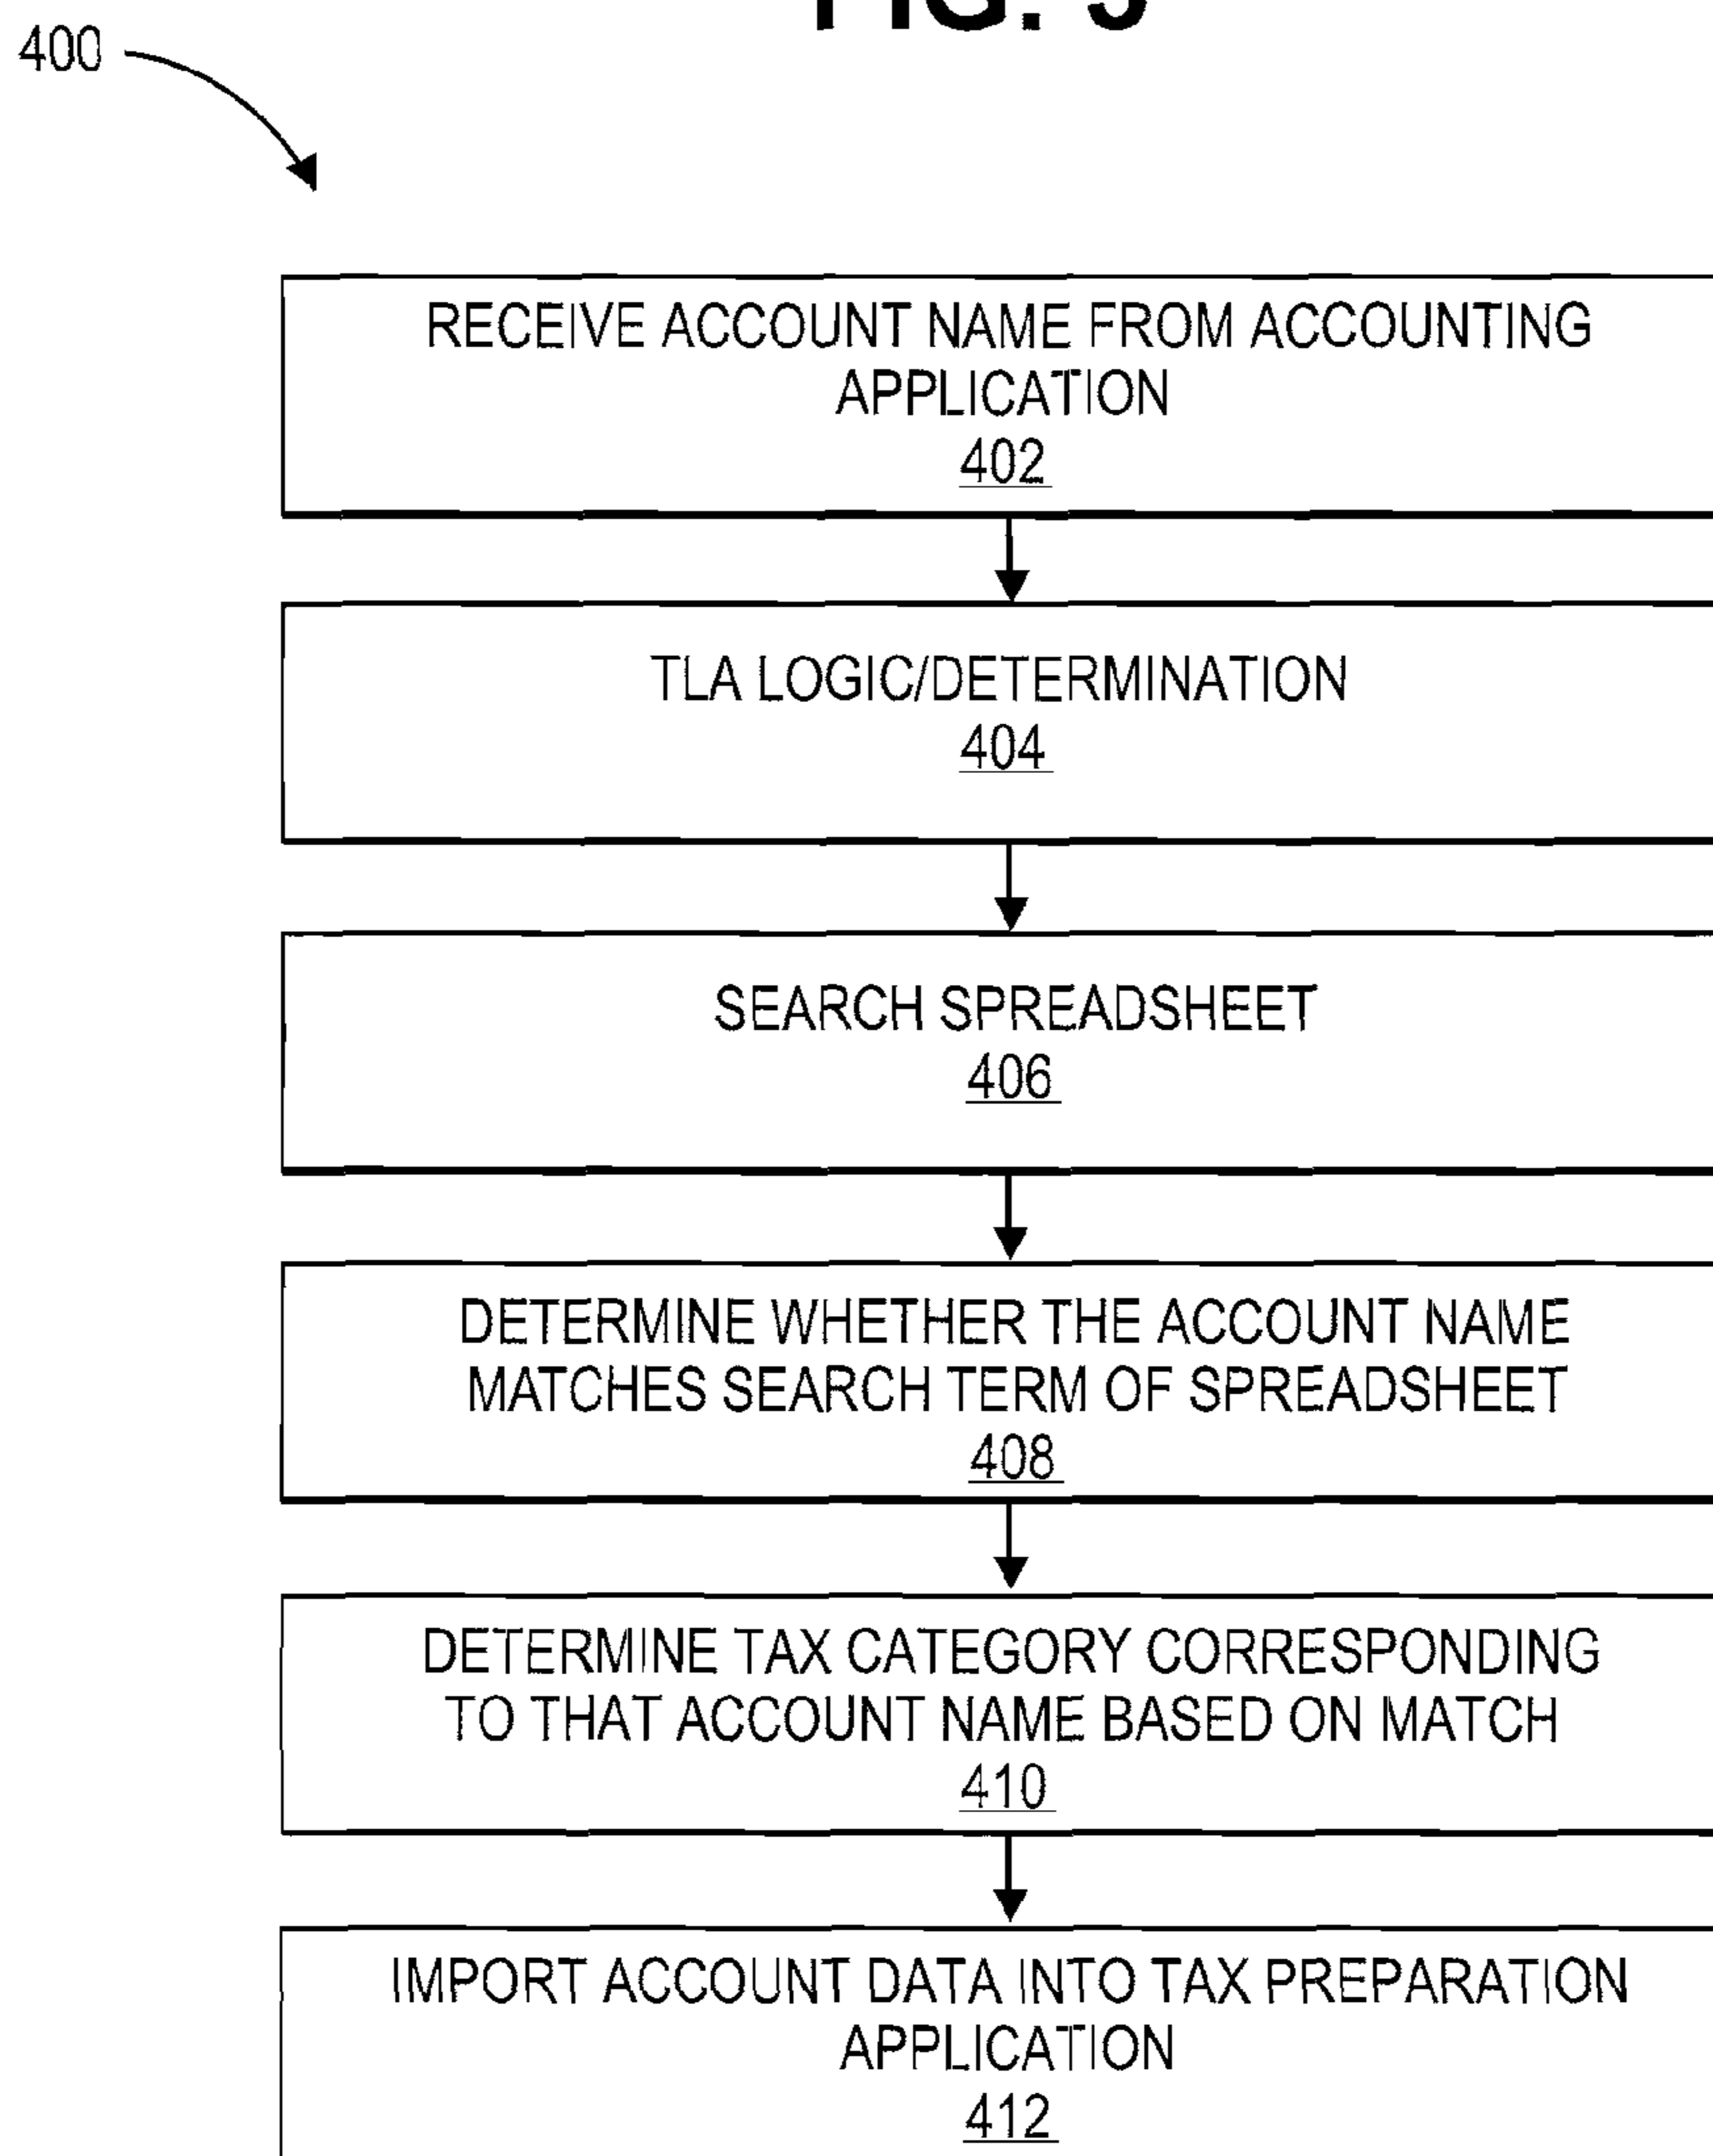 FIG.
400
RECEIVE ACCOUNT NAME FROM ACCOUNTING
APPLICATION
402
TLA LOGIC/DETERMINATION
404
SEARCH SPREADSHEET
406
DETERMINE WHETHER THE ACCOUNT NAME
MATCHES SEARCH TERM OF SPREADSHEET
408
DETERMINE TAX CATEGORY CORRESPONDING
TO THAT ACCOUNT NAME BASED ON MATCH
410
IMPORT ACCOUNT DATA INTO TAX PREPARATION
APPLICATION
412